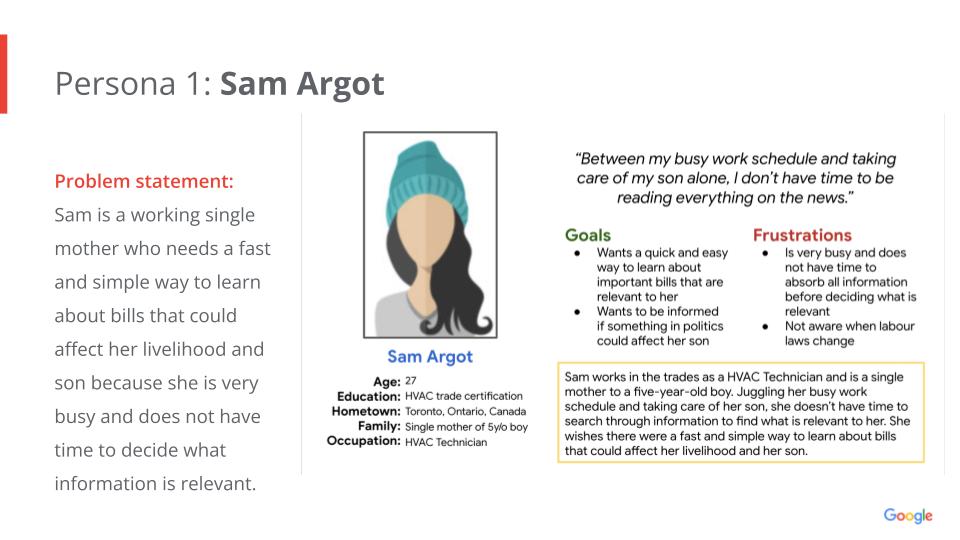 Persona 1: Sam Argot
Problem statement:
Sam is a working single
mother who needs a fast
and simple way to learn
about bills that could
affect her livelihood and
son because she is very
busy and does not have
time to decide what
information is relevant.
Sam Argot
Age: 27
Education: HVAC trade certification
Hometown: Toronto, Ontario, Canada
Family: Single mother of 5y/o boy
Occupation: HVAC Technician
“Between my busy work schedule and taking
care of my son alone, I don’t have time to be
reading everything on the news.”
Goals
● Wants a quick and easy
way to learn about
important bills that are
relevant to her
● Wants to be informed
if something in politics
could affect her son
Frustrations
● Is very busy and does
not have time to
absorb all information
before deciding what is
relevant
● Not aware when labour
laws change
Sam works in the trades as a HVAC Technician and is a single
mother to a five-year-old boy. Juggling her busy work
schedule and taking care of her son, she doesn’t have time to
search through information to find what is relevant to her. She
wishes there were a fast and simple way to learn about bills
that could affect her livelihood and her son.
Google